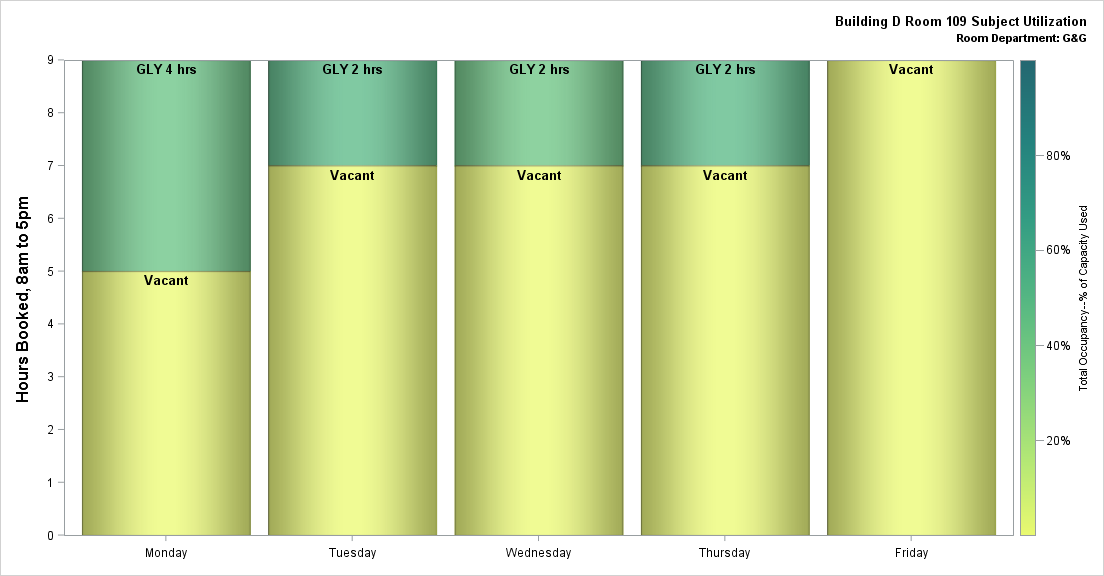 Building D Room 109 Subject Utilization
Room Department: G&G
Hours Booked, 8am to 5pm
9
8
7
6
5
4
3
2
1
0
GLY 4 hrs
Vacant
GLY 2 hrs
Vacant
GLY 2 hrs
Vacant
GLY 2 hrs
Vacant
Vacant
Monday
Tuesday
Wednesday
Thursday
Friday
80%
60%
40%
20%
Total Occupancy--% of Capacity Used